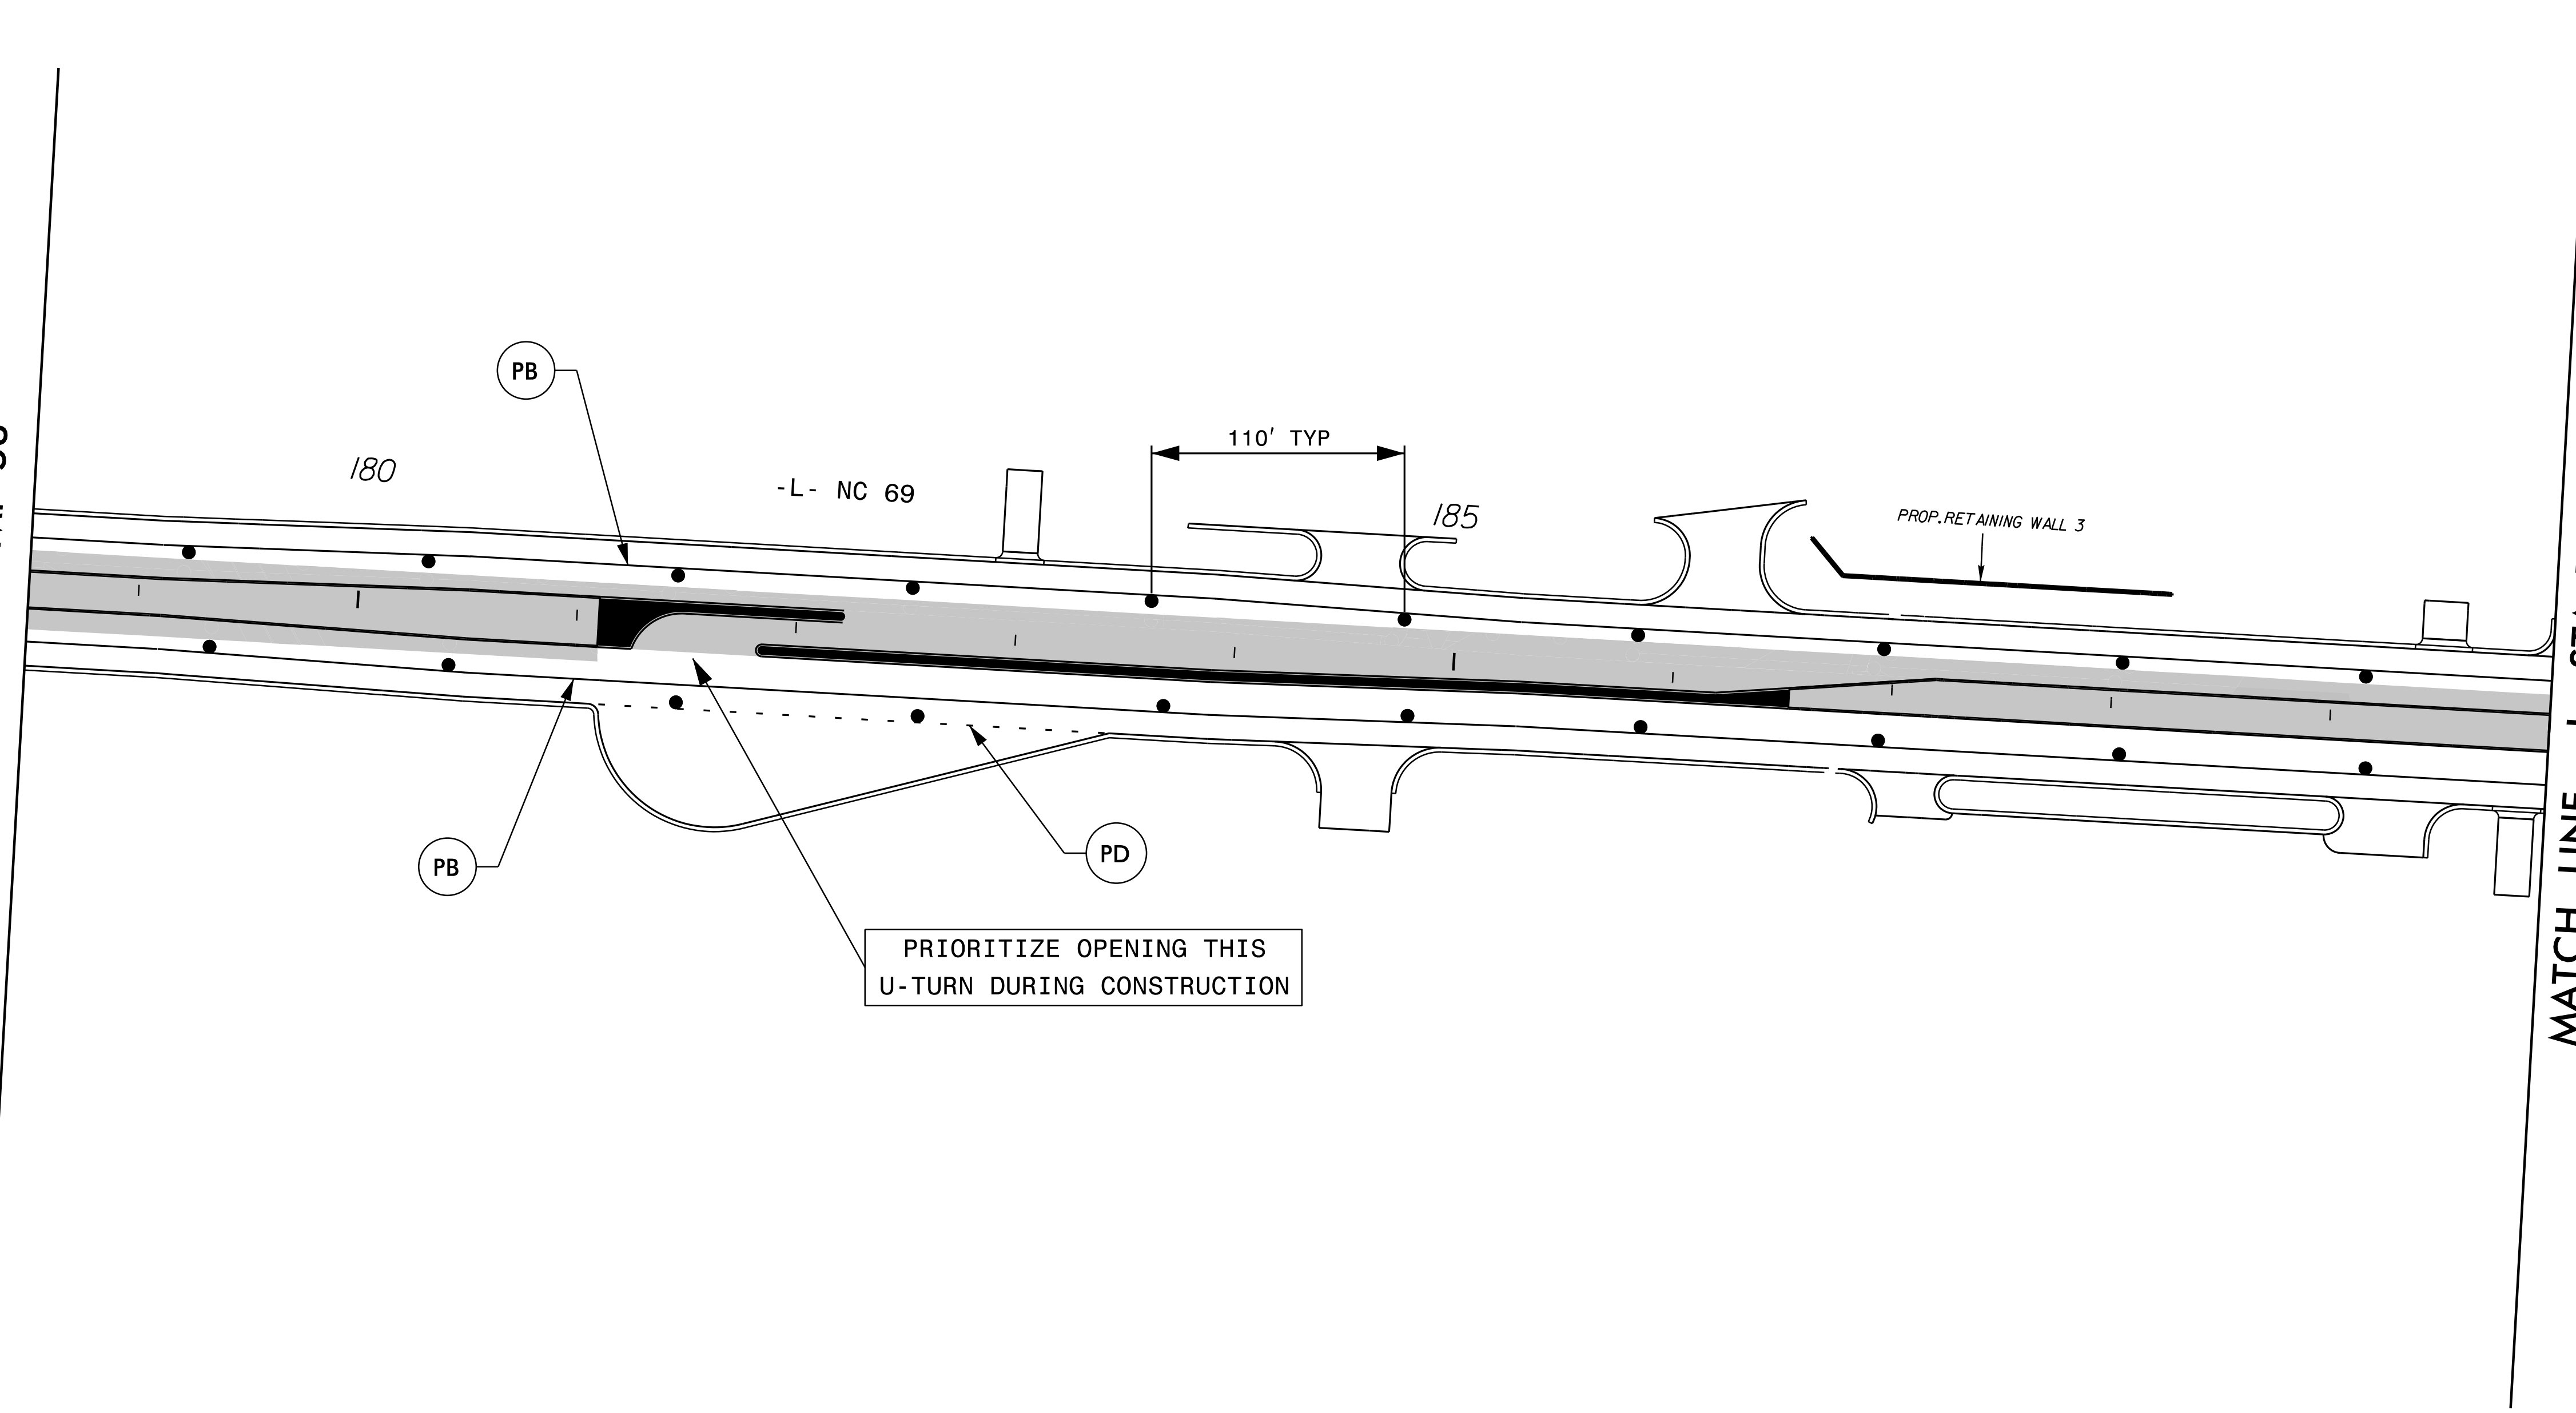 PB
110' TYP
180
-L- NC 69
185
PROP. RETAINING WALL 3
PB
PD
PRIORITIZE OPENING THIS
U-TURN DURING CONSTRUCTION
MATCH LINE